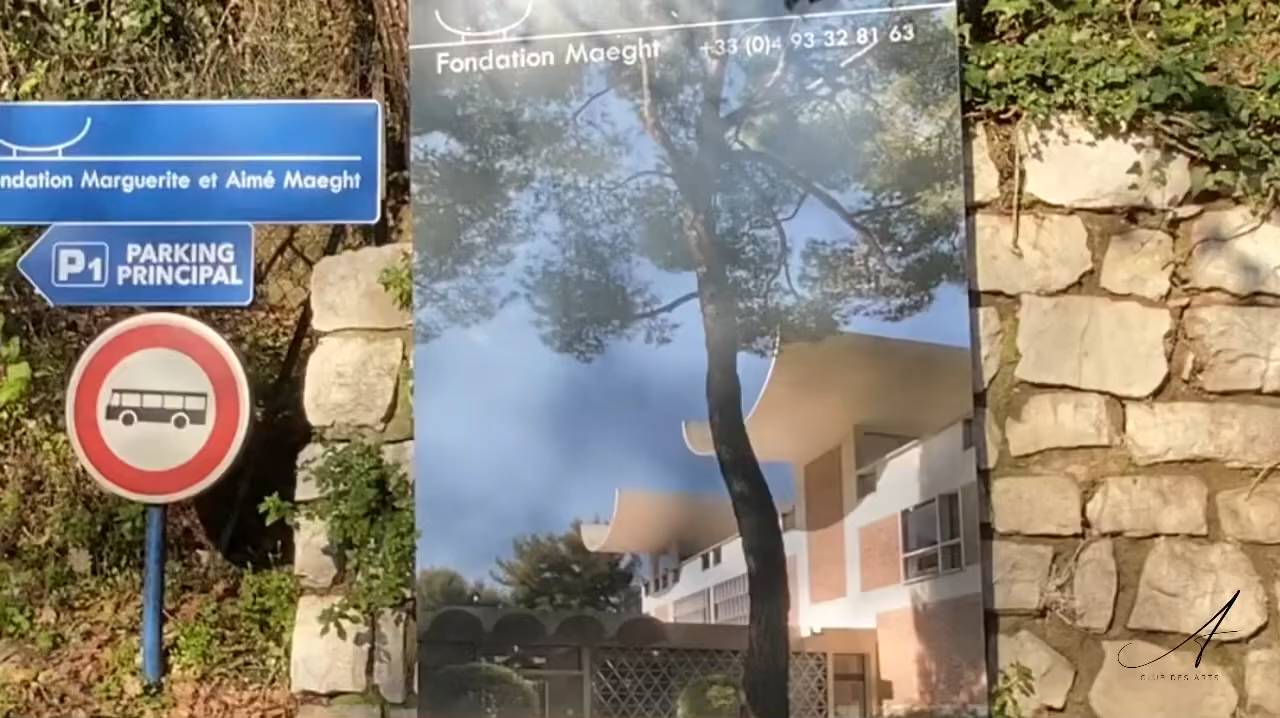 Fondation Maeght +33 (0)4 93 32 81 63
ndation Marguerite et Aimé Maeght
P1 PARKING
PRINCIPAL
A
CLUB DES ARTS